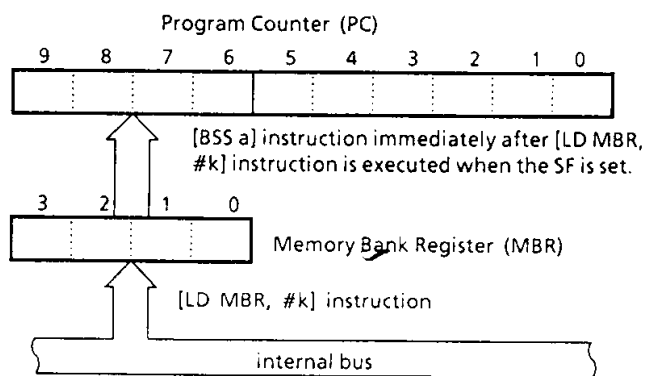 Program Counter (PC)
9 8 7 6 5 4 3 2 1 0
[BSS a] instruction immediately after [LD MBR,
#k] instruction is executed when the SF is set.
3 2 1 0
Memory Bank Register (MBR)
[LD MBR, #k] instruction
internal bus